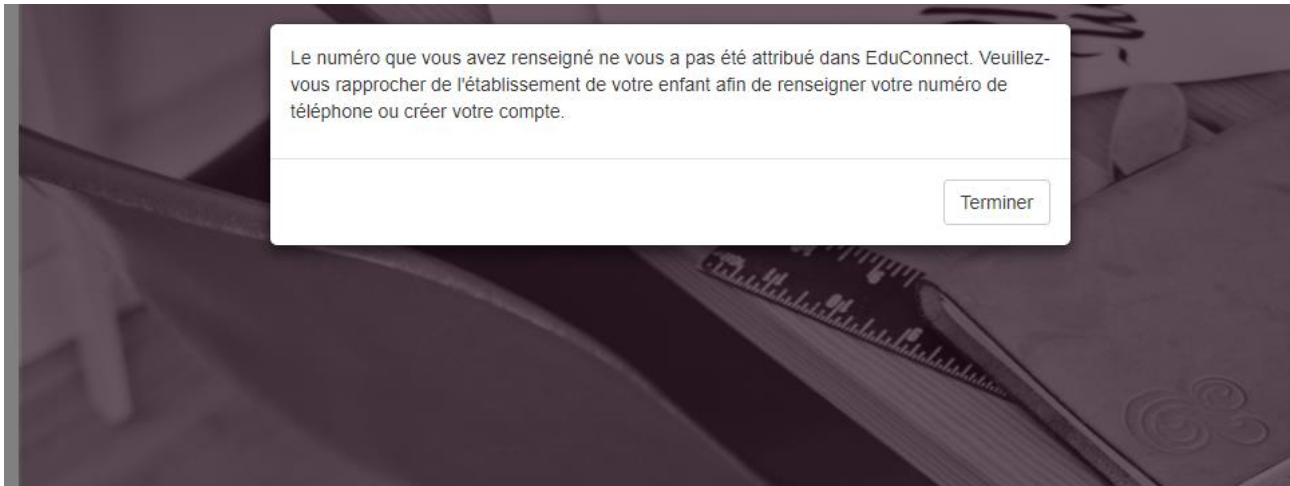 Le numéro que vous avez renseigné ne vous a pas été attribué dans EduConnect. Veuillez-
vous rapprocher de l'établissement de votre enfant afin de renseigner votre numéro de
téléphone ou créer votre compte.
Terminer